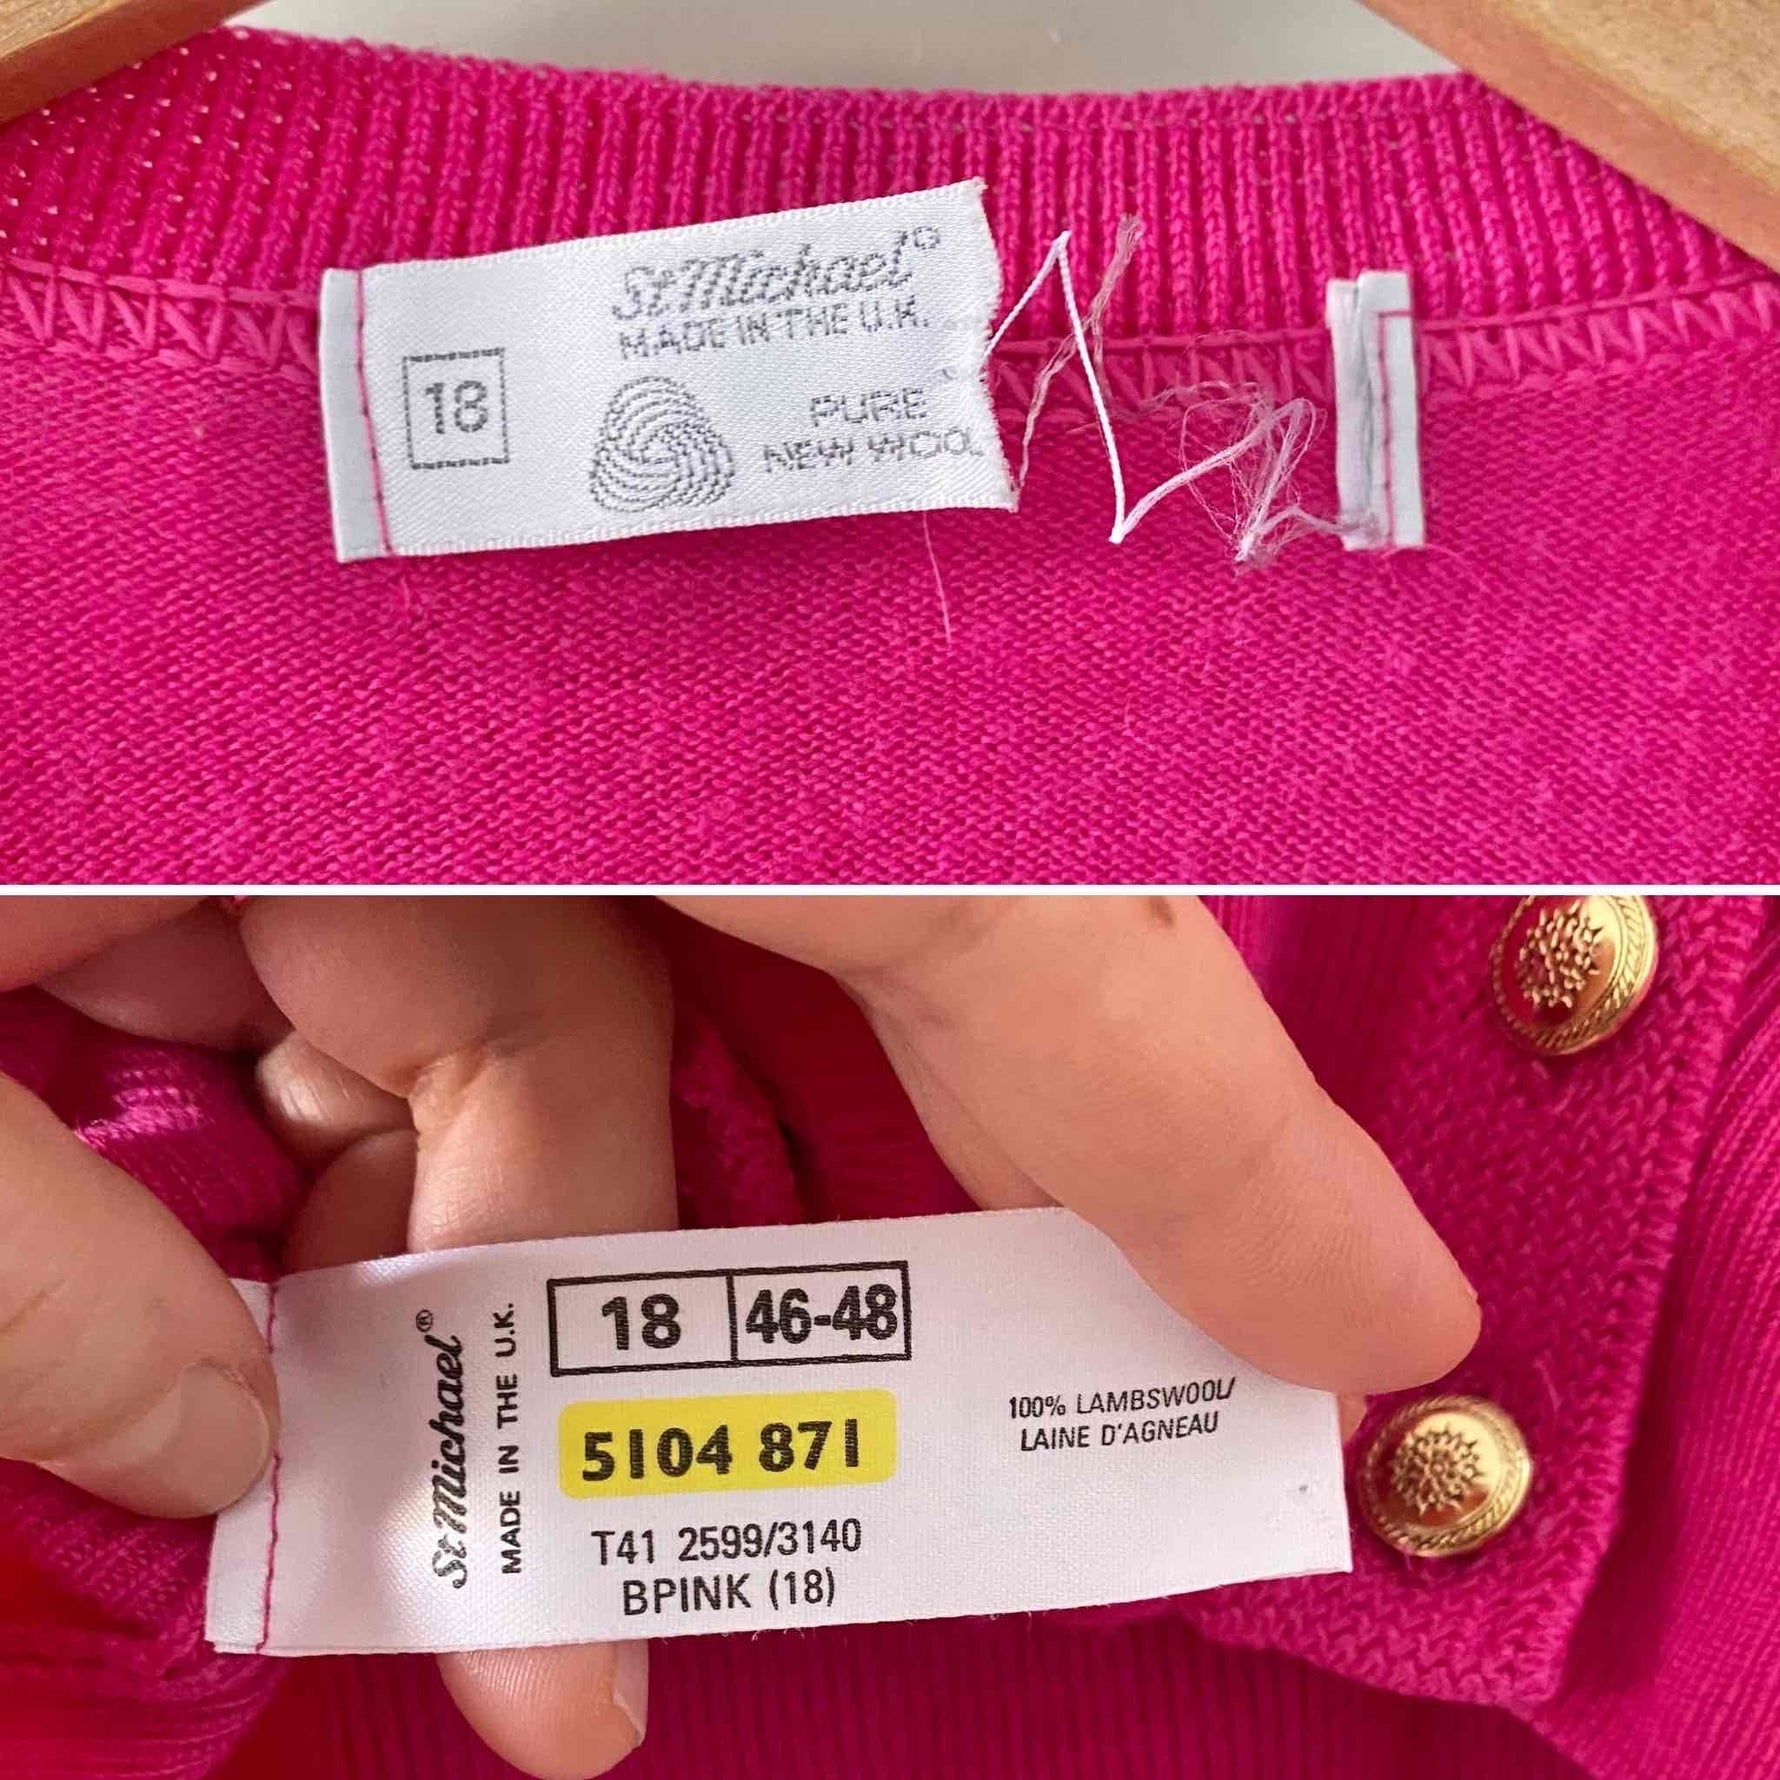 St Michael®
MADE IN THE U.K.
18
PURE
NEW WOOL
St Michael®
MADE IN THE U.K.
18 46-48
5104 871
T41 2599/3140
BPINK (18)
100% LAMBSWOOL/
LAINE D'AGNEAU